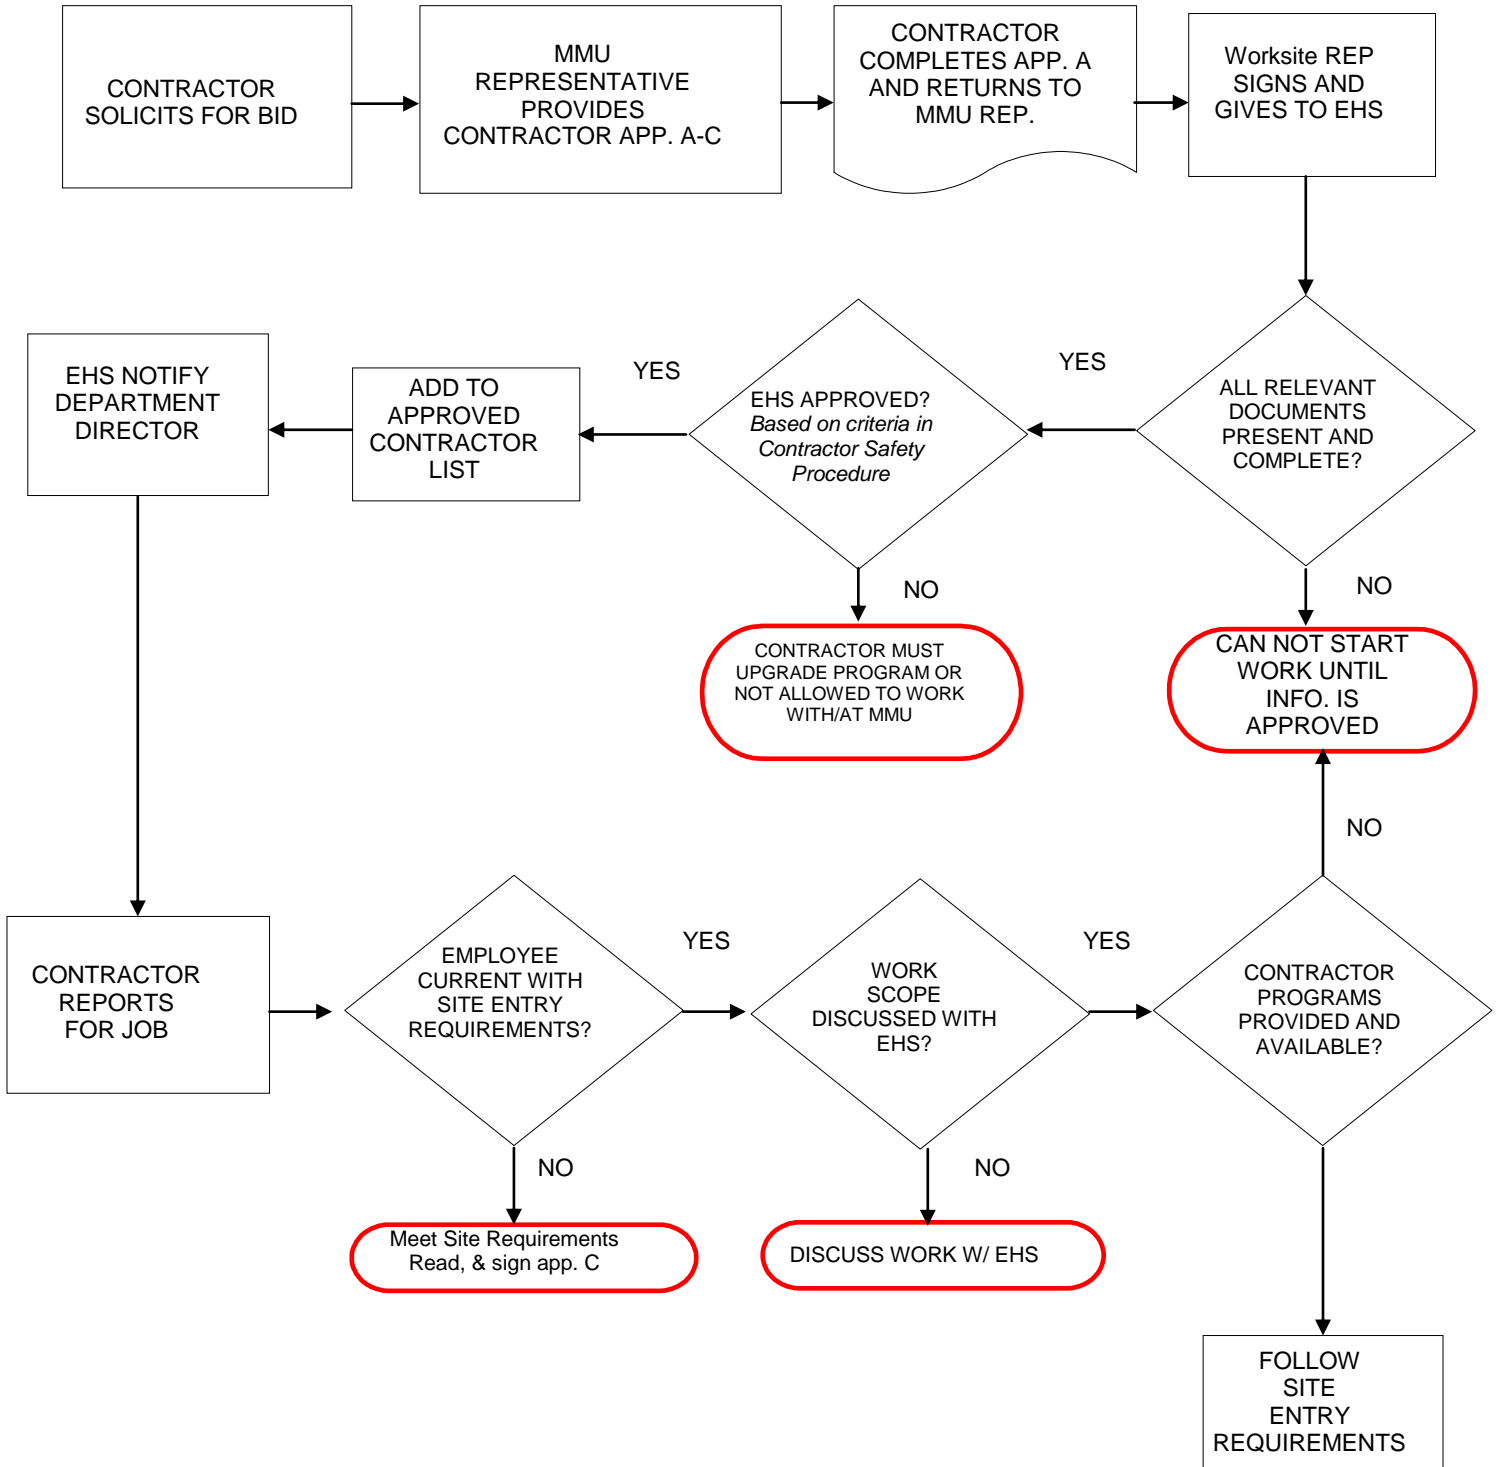 CONTRACTOR
SOLICITS FOR BID
MMU
REPRESENTATIVE
PROVIDES
CONTRACTOR APP. A-C
CONTRACTOR
COMPLETES APP. A
AND RETURNS TO
MMU REP.
Worksite REP
SIGNS AND
GIVES TO EHS
ALL RELEVANT
DOCUMENTS
PRESENT AND
COMPLETE?
YES
NO
EHS APPROVED?
Based on criteria in
Contractor Safety
Procedure
YES
NO
ADD TO
APPROVED
CONTRACTOR
LIST
EHS NOTIFY
DEPARTMENT
DIRECTOR
CONTRACTOR MUST
UPGRADE PROGRAM OR
NOT ALLOWED TO WORK
WITH/AT MMU
CAN NOT START
WORK UNTIL
INFO. IS
APPROVED
NO
CONTRACTOR
REPORTS
FOR JOB
EMPLOYEE
CURRENT WITH
SITE ENTRY
REQUIREMENTS?
YES
NO
WORK
SCOPE
DISCUSSED WITH
EHS?
YES
NO
CONTRACTOR
PROGRAMS
PROVIDED AND
AVAILABLE?
Meet Site Requirements
Read, & sign app. C
DISCUSS WORK W/ EHS
FOLLOW
SITE
ENTRY
REQUIREMENTS